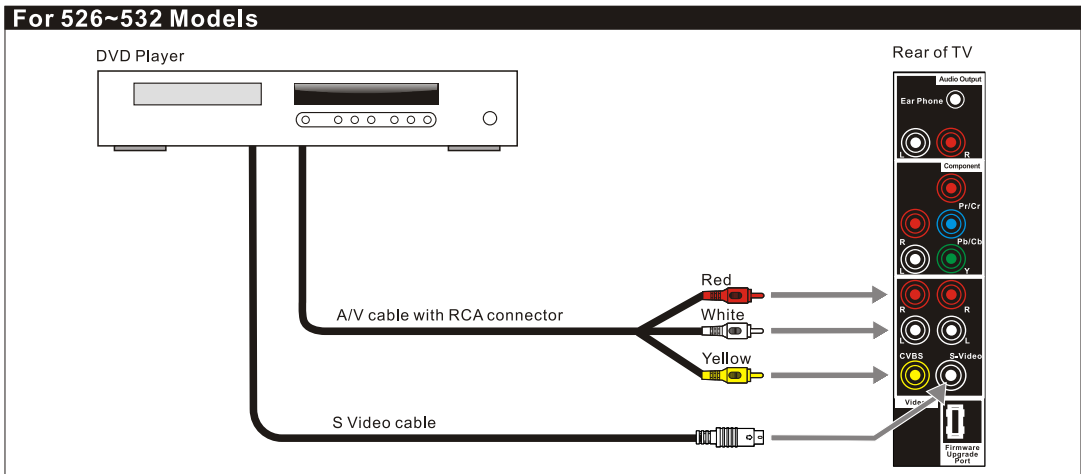 For 526~532 Models
DVD Player
Rear of TV
Audio Output
Ear Phone
L R
Component
Pr/Cr
R Pb/Cb
L Y
Red
R R
A/V cable with RCA connector
White
L L
Yellow
CVBS S-Video
Video
S Video cable
Firmware
Upgrade
Port